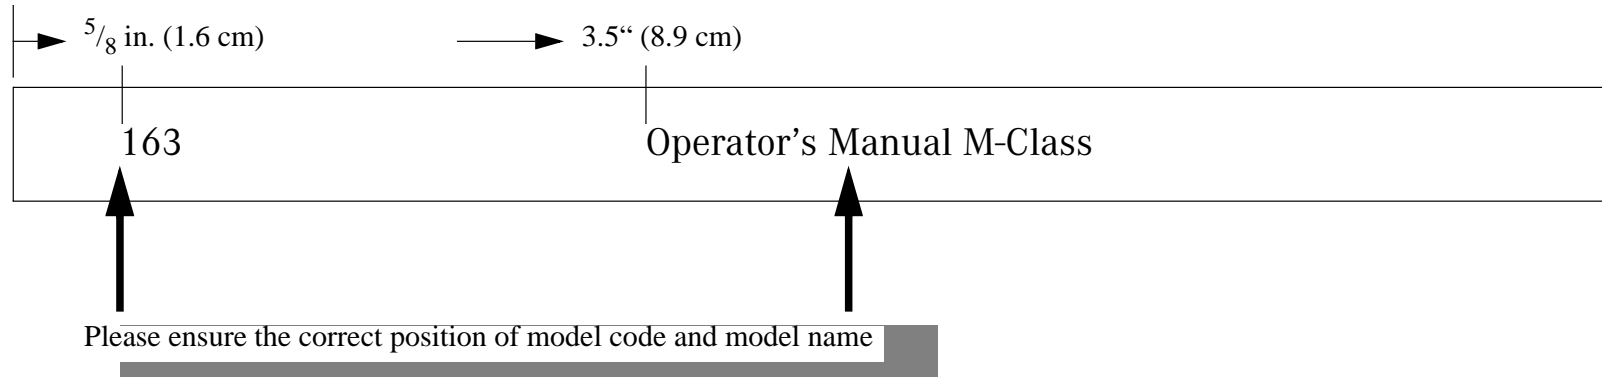 5/8 in. (1.6 cm) 3.5“ (8.9 cm)
163 Operator’s Manual M-Class
Please ensure the correct position of model code and model name